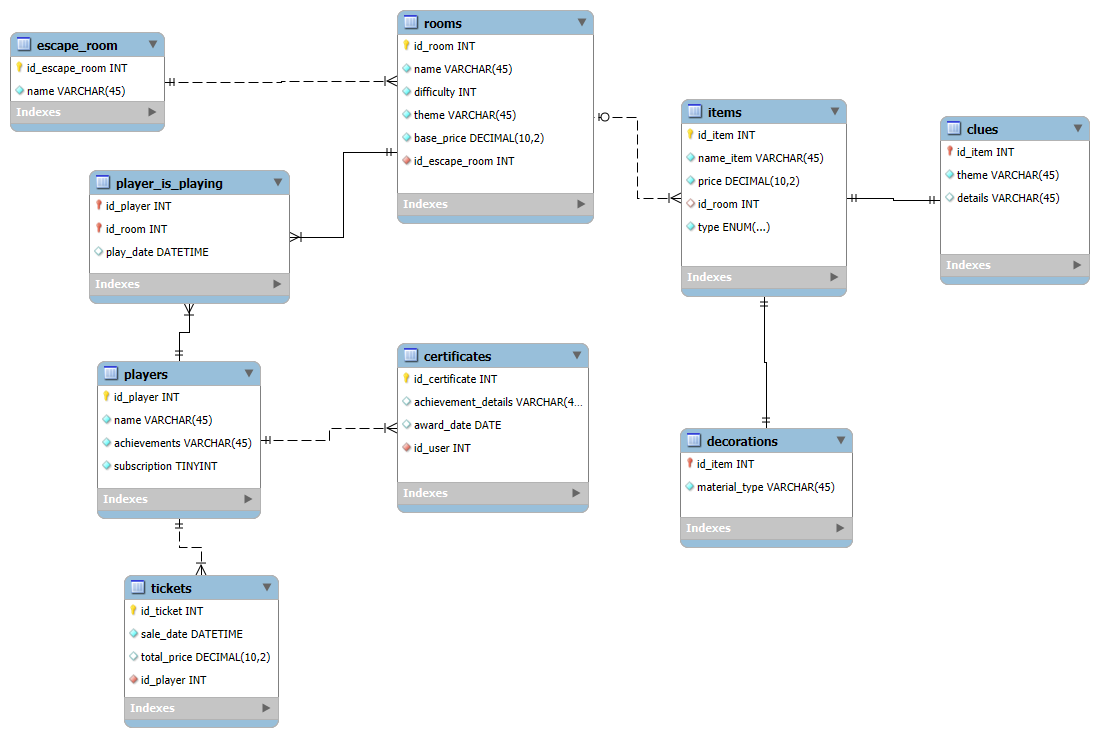 escape_room
id_escape_room INT
name VARCHAR(45)
Indexes
rooms
id_room INT
name VARCHAR(45)
difficulty INT
theme VARCHAR(45)
base_price DECIMAL(10,2)
id_escape_room INT
Indexes
items
id_item INT
name_item VARCHAR(45)
price DECIMAL(10,2)
id_room INT
type ENUM(...)
Indexes
clues
id_item INT
theme VARCHAR(45)
details VARCHAR(45)
Indexes
player_is_playing
id_player INT
id_room INT
play_date DATETIME
Indexes
players
id_player INT
name VARCHAR(45)
achievements VARCHAR(45)
subscription TINYINT
Indexes
certificates
id_certificate INT
achievement_details VARCHAR(4...
award_date DATE
id_user INT
Indexes
decorations
id_item INT
material_type VARCHAR(45)
Indexes
tickets
id_ticket INT
sale_date DATETIME
total_price DECIMAL(10,2)
id_player INT
Indexes